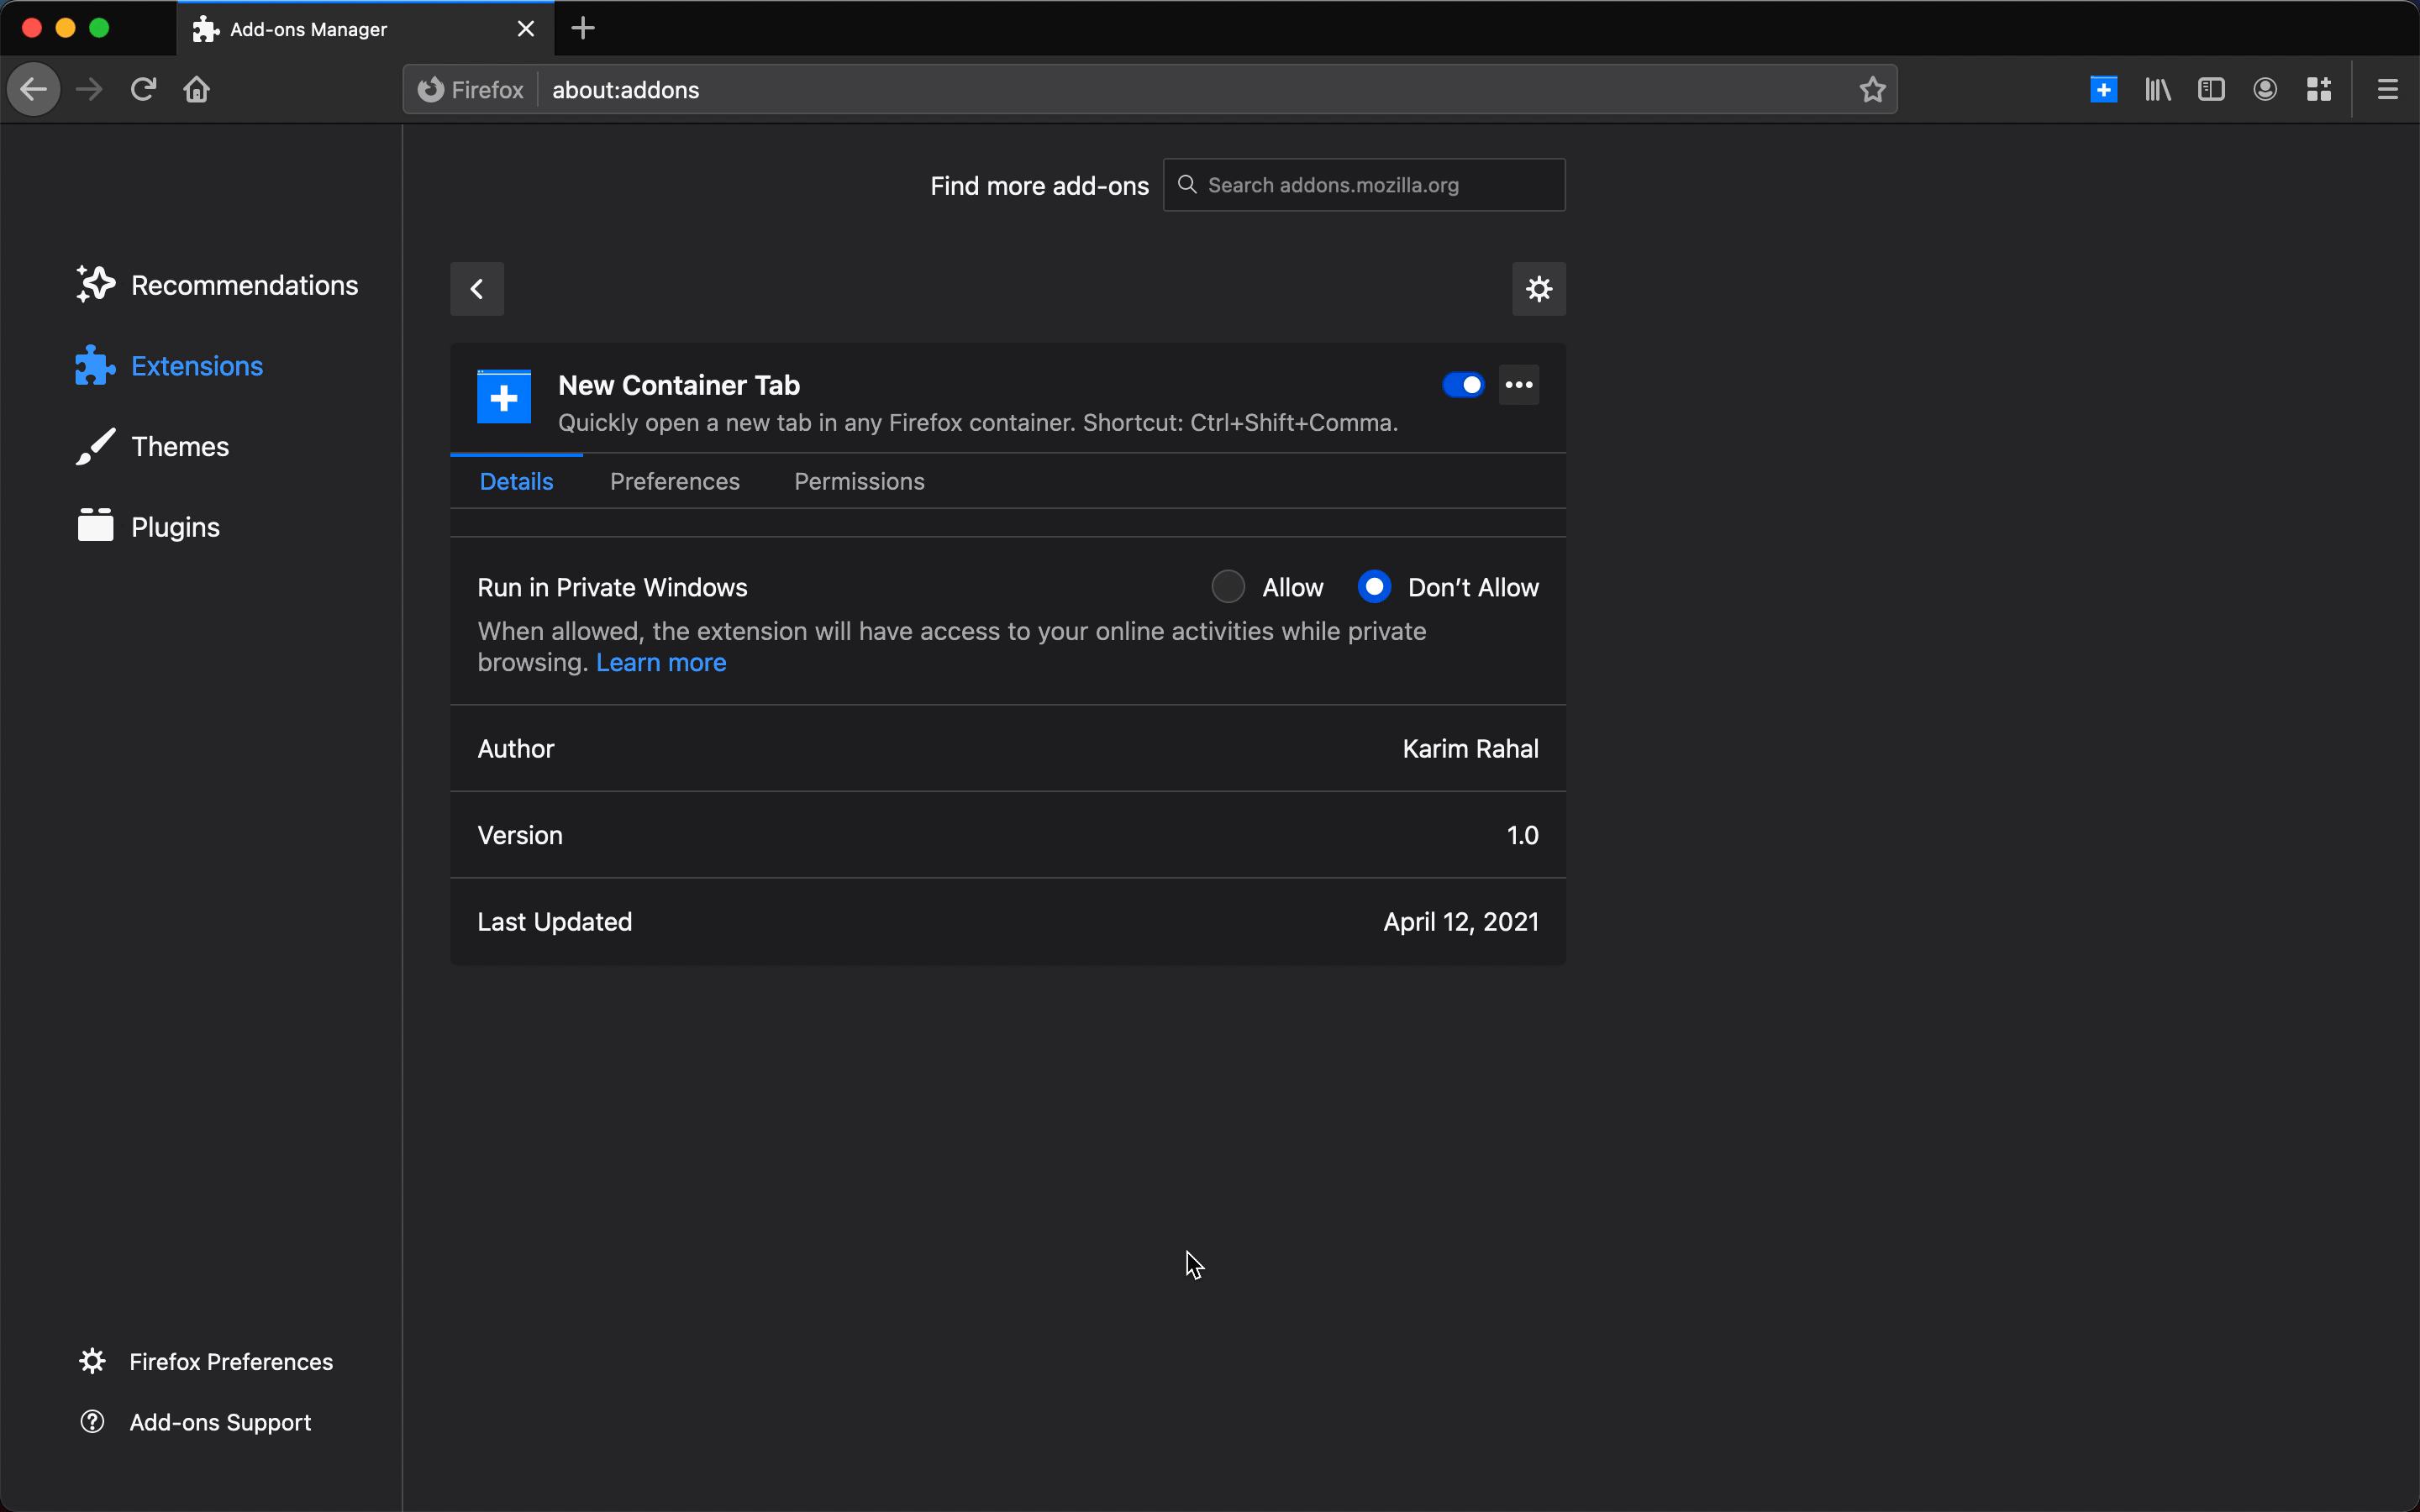 Add-ons Manager
Firefox
about:addons
Find more add-ons
Search addons.mozilla.org
Recommendations
Extensions
Themes
Plugins
New Container Tab
Quickly open a new tab in any Firefox container. Shortcut: Ctrl+Shift+Comma.
Details
Preferences
Permissions
Run in Private Windows
Allow
Don't Allow
When allowed, the extension will have access to your online activities while private
browsing. Learn more
Author
Karim Rahal
Version
1.0
Last Updated
April 12, 2021
Firefox Preferences
Add-ons Support